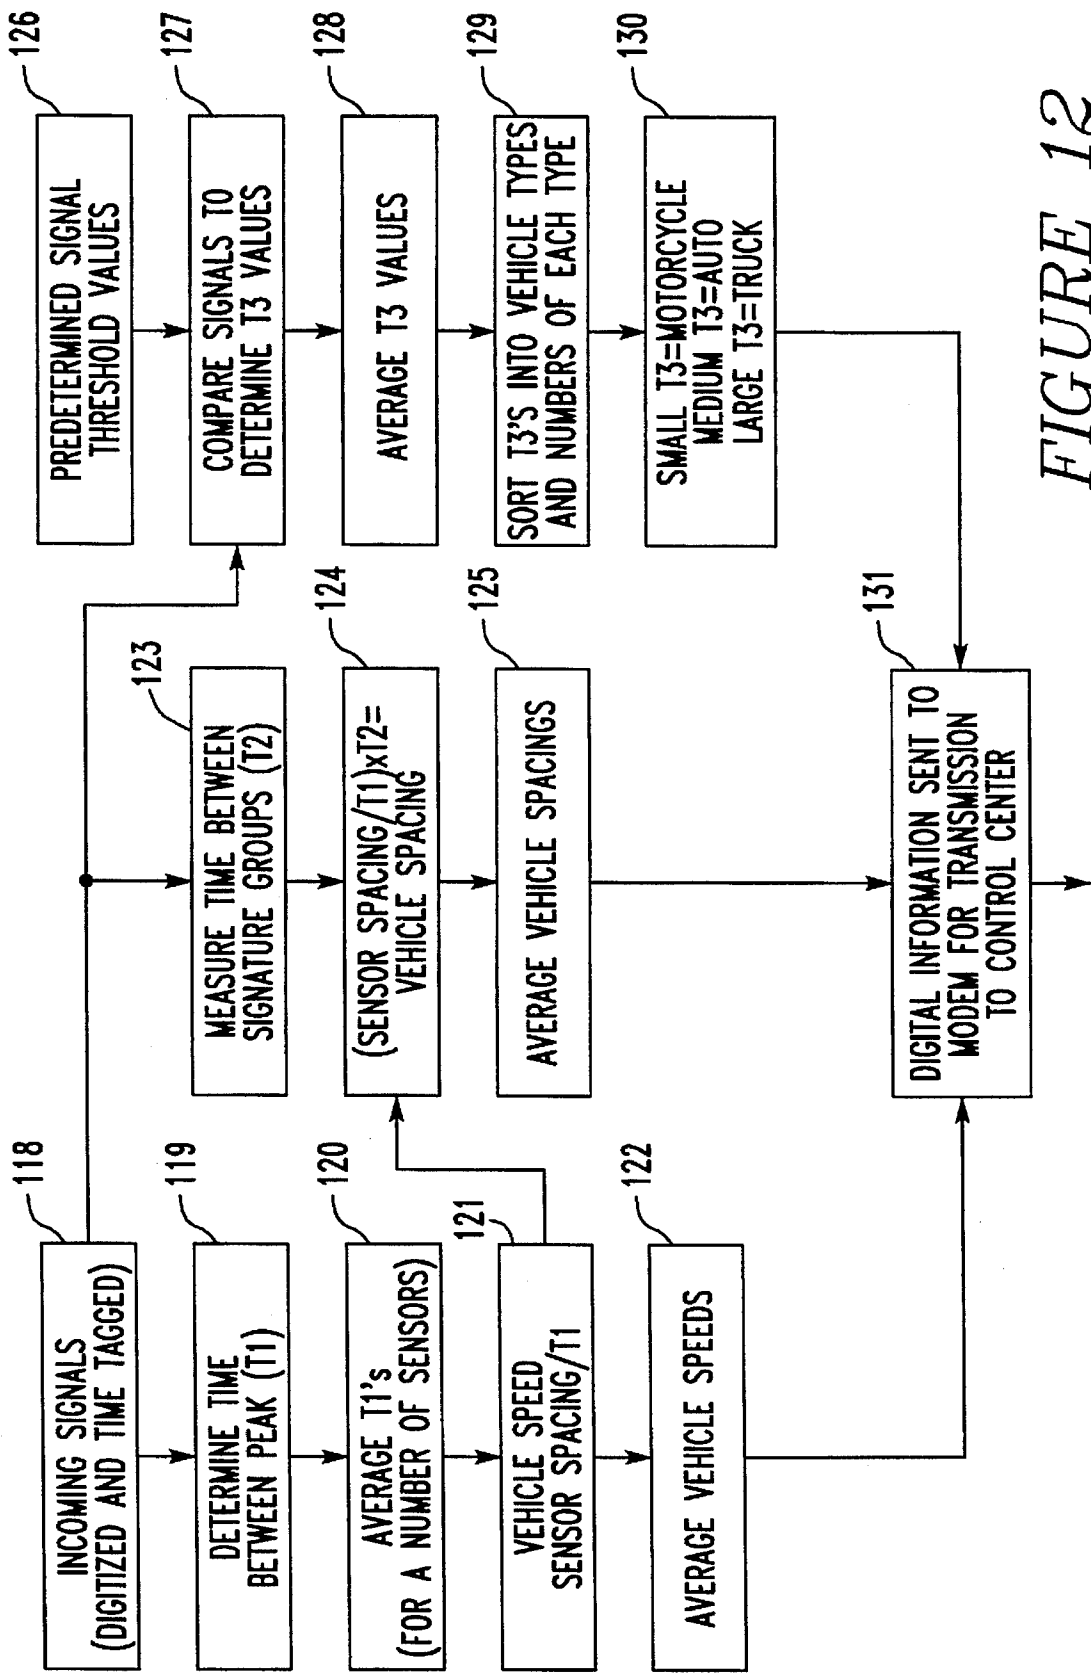 118
INCOMING SIGNALS
(DIGITIZED AND TIME TAGGED)
119
DETERMINE TIME
BETWEEN PEAK (T1)
120
AVERAGE T1's
(FOR A NUMBER OF SENSORS)
121
VEHICLE SPEED
SENSOR SPACING/T1
122
AVERAGE VEHICLE SPEEDS
123
MEASURE TIME BETWEEN
SIGNATURE GROUPS (T2)
124
(SENSOR SPACING/T1)xT2=
VEHICLE SPACING
125
AVERAGE VEHICLE SPACINGS
126
PREDETERMINED SIGNAL
THRESHOLD VALUES
127
COMPARE SIGNALS TO
DETERMINE T3 VALUES
128
AVERAGE T3 VALUES
129
SORT T3'S INTO VEHICLE TYPES
AND NUMBERS OF EACH TYPE
130
SMALL T3=MOTORCYCLE
MEDIUM T3=AUTO
LARGE T3=TRUCK
131
DIGITAL INFORMATION SENT TO
MODEM FOR TRANSMISSION
TO CONTROL CENTER
FIGURE 12